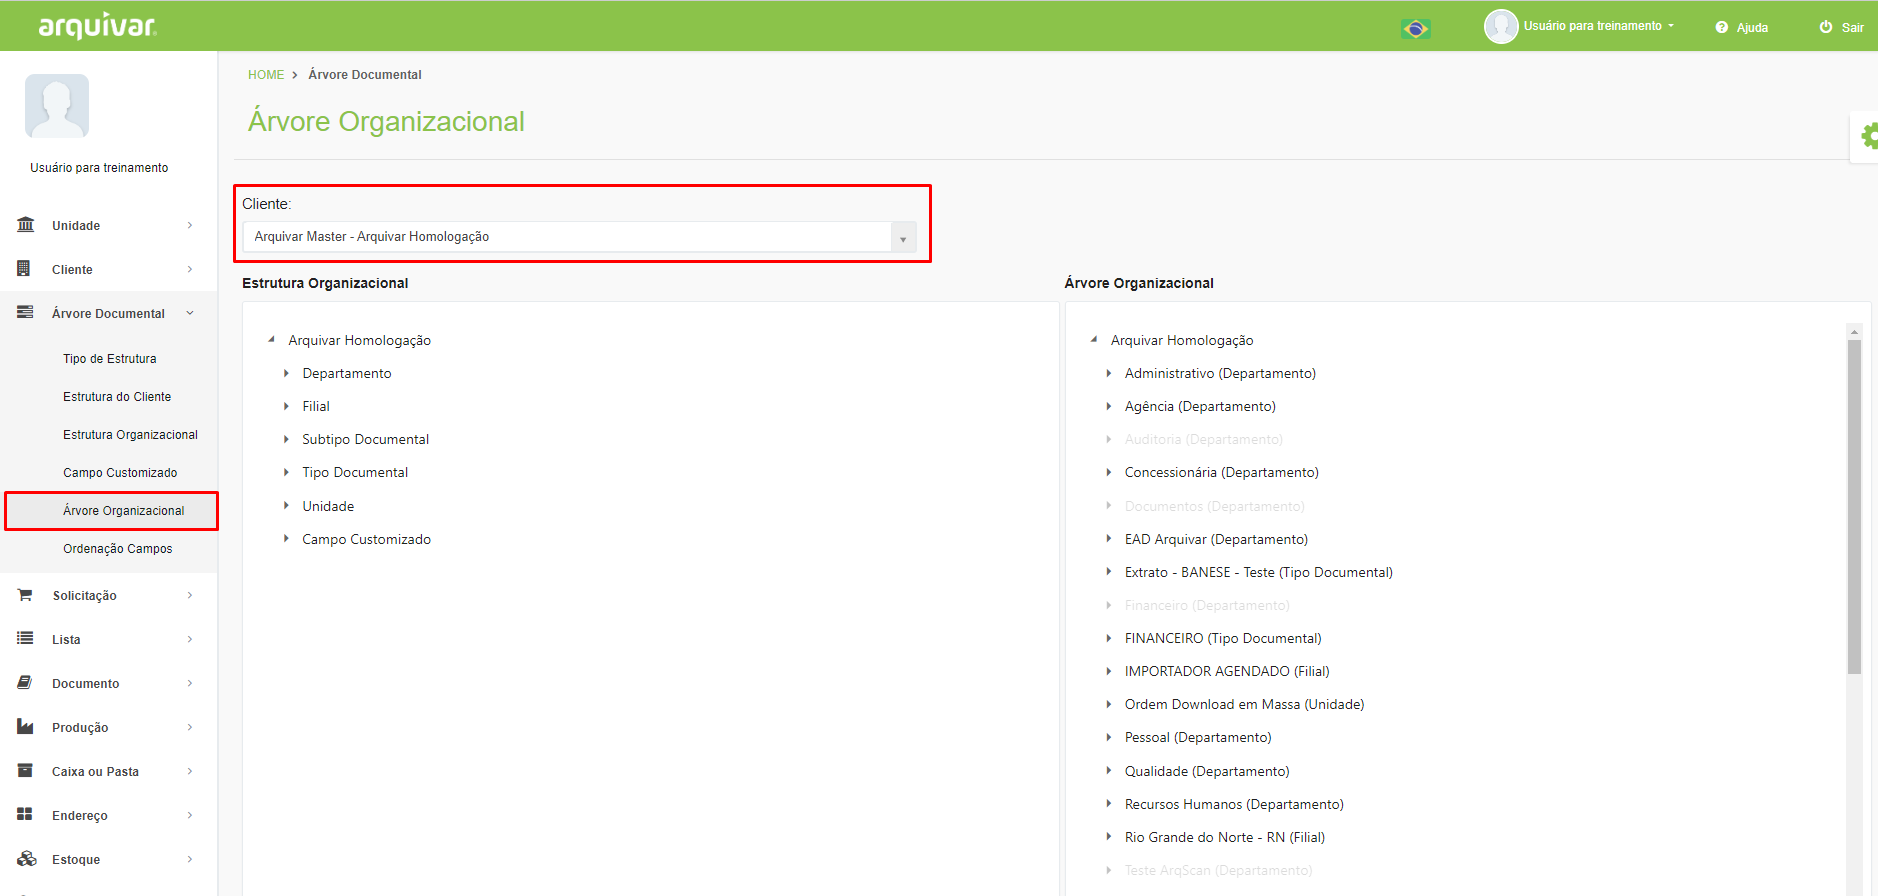 arquivar
Usuário para treinamento
Ajuda
Sair
Usuário para treinamento
Unidade
Cliente
Árvore Documental
Tipo de Estrutura
Estrutura do Cliente
Estrutura Organizacional
Campo Customizado
Árvore Organizacional
Ordenação Campos
Solicitação
Lista
Documento
Produção
Caixa ou Pasta
Endereço
Estoque
HOME > Árvore Documental
Árvore Organizacional
Cliente:
Arquivar Master - Arquivar Homologação
Estrutura Organizacional
Arquivar Homologação
Departamento
Filial
Subtipo Documental
Tipo Documental
Unidade
Campo Customizado
Árvore Organizacional
Arquivar Homologação
Administrativo (Departamento)
Agência (Departamento)
Auditoria (Departamento)
Concessionária (Departamento)
Documentos (Departamento)
EAD Arquivar (Departamento)
Extrato - BANESE - Teste (Tipo Documental)
Financeiro (Departamento)
FINANCEIRO (Tipo Documental)
IMPORTADOR AGENDADO (Filial)
Ordem Download em Massa (Unidade)
Pessoal (Departamento)
Qualidade (Departamento)
Recursos Humanos (Departamento)
Rio Grande do Norte - RN (Filial)
Teste ArqScan (Departamento)